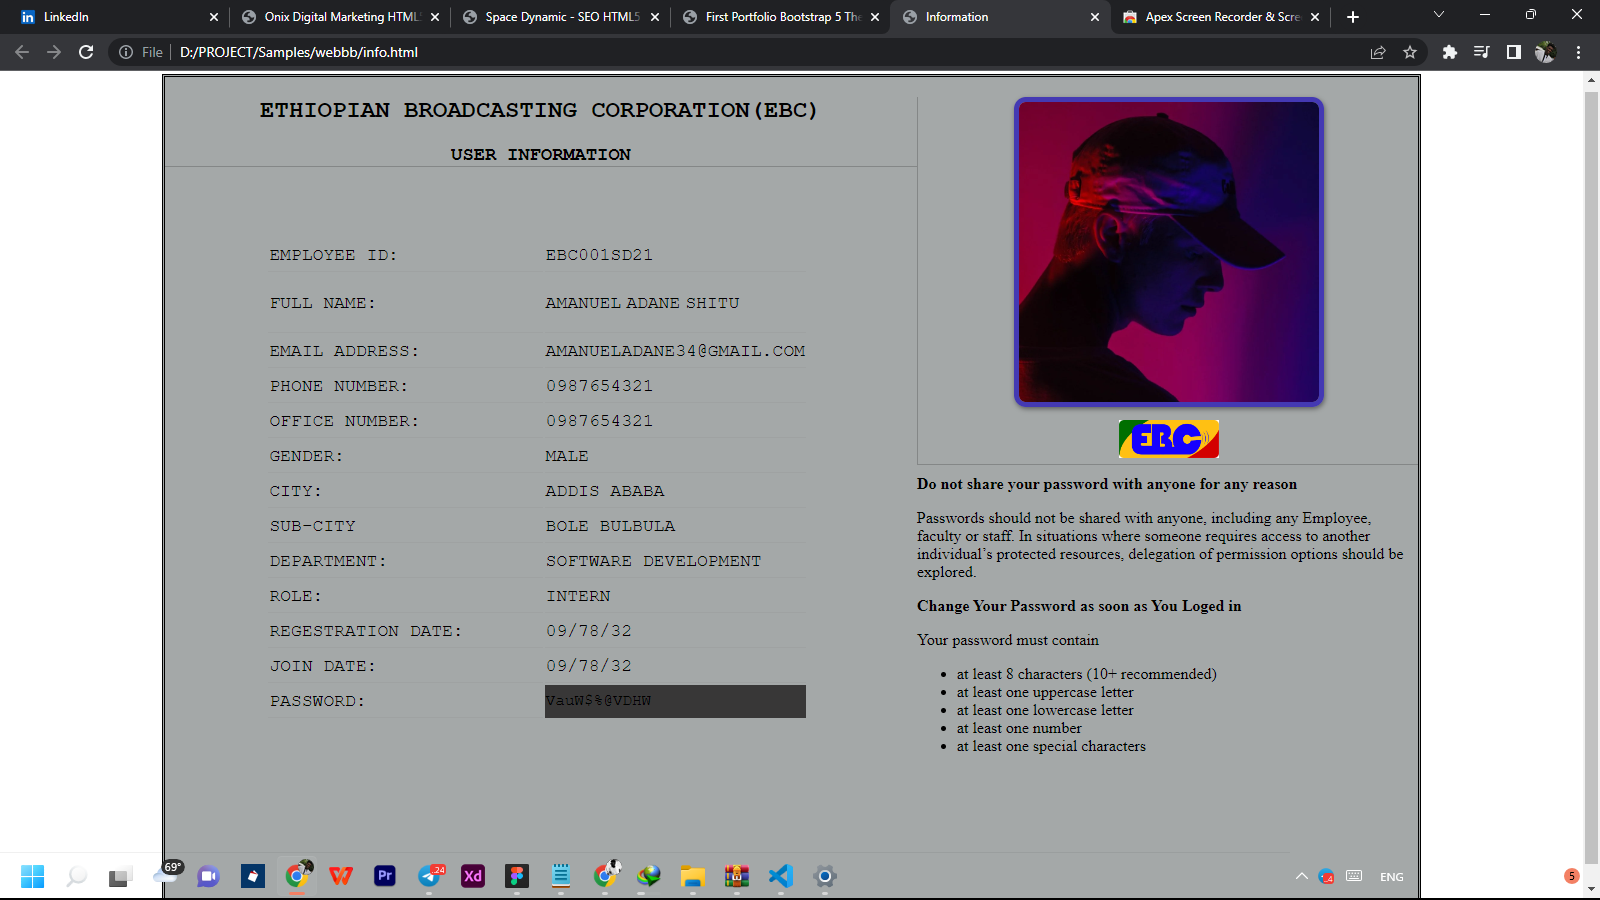 LinkedIn
Onix Digital Marketing HTML
Space Dynamic - SEO HTML5
First Portfolio Bootstrap 5 The
Information
Apex Screen Recorder & Scre
File
D:/PROJECT/Samples/webbb/info.html
ETHIOPIAN BROADCASTING CORPORATION(EBC)
USER INFORMATION
EMPLOYEE ID: EBC001SD21
FULL NAME: AMANUEL ADANE SHITU
EMAIL ADDRESS: AMANUELADANE34@GMAIL.COM
PHONE NUMBER: 0987654321
OFFICE NUMBER: 0987654321
GENDER: MALE
CITY: ADDIS ABABA
SUB-CITY BOLE BULBULA
DEPARTMENT: SOFTWARE DEVELOPMENT
ROLE: INTERN
REGESTRATION DATE: 09/78/32
JOIN DATE: 09/78/32
PASSWORD: VauW$%@VDHW
EBC
Do not share your password with anyone for any reason
Passwords should not be shared with anyone, including any Employee,
faculty or staff. In situations where someone requires access to another
individual’s protected resources, delegation of permission options should be
explored.
Change Your Password as soon as You Loged in
Your password must contain
• at least 8 characters (10+ recommended)
• at least one uppercase letter
• at least one lowercase letter
• at least one number
• at least one special characters
69°
Pr
24
Xd
4
ENG
5